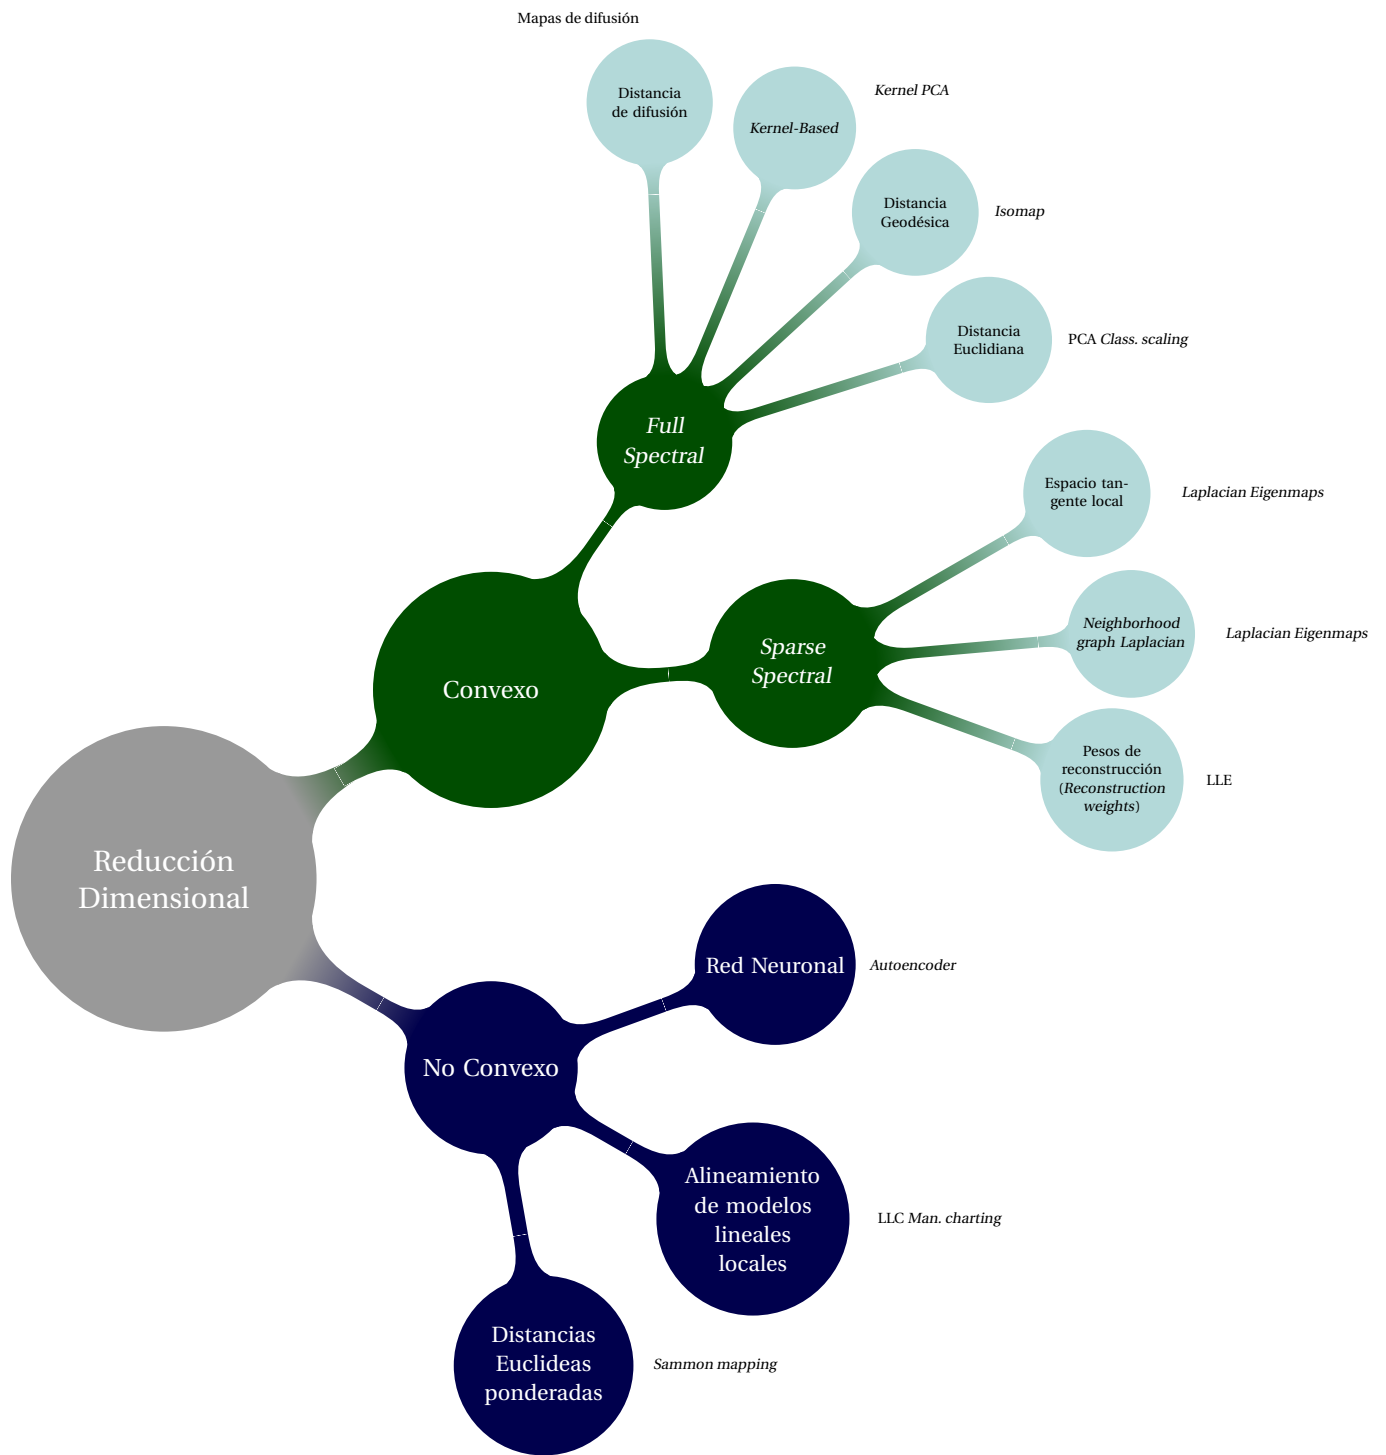 Mapas de difusión
Distancia
de difusión
Kernel-Based
Kernel PCA
Distancia
Geodésica
Isomap
Distancia
Euclidiana
PCA Class. scaling
Full
Spectral
Espacio tan-
gente local
Laplacian Eigenmaps
Neighborhood
graph Laplacian
Laplacian Eigenmaps
Sparse
Spectral
Convexo
Pesos de
reconstrucción
(Reconstruction
weights)
LLE
Reducción
Dimensional
Red Neuronal
Autoencoder
No Convexo
Alineamiento
de modelos
lineales
locales
LLC Man. charting
Distancias
Euclideas
ponderadas
Sammon mapping